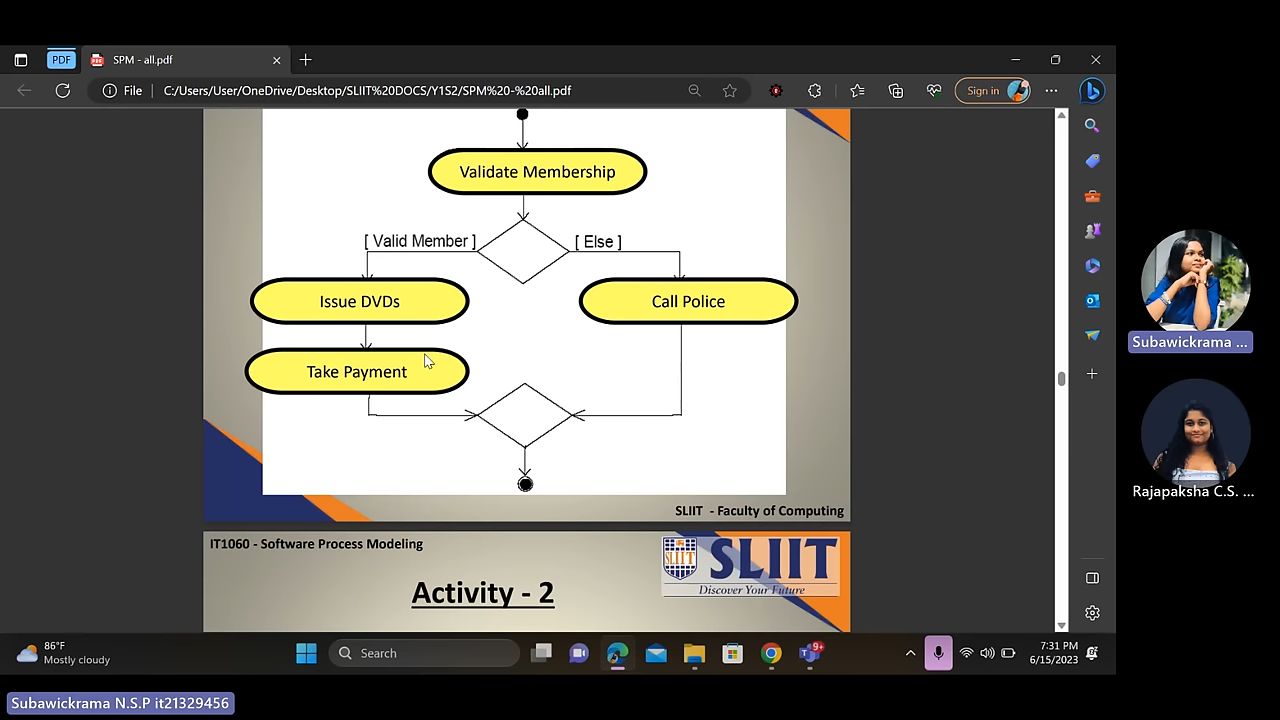 PDF
SPM - all.pdf
File
C:/Users/User/OneDrive/Desktop/SLIIT%20DOCS/Y1S2/SPM%20-%20all.pdf
Sign in
Validate Membership
[ Valid Member ]
[ Else ]
Issue DVDs
Call Police
Take Payment
SLIIT - Faculty of Computing
IT1060 - Software Process Modeling
SLIIT
SLIIT
Discover Your Future
Activity - 2
Subawickrama ...
Rajapaksha C.S. ...
86°F
Mostly cloudy
Search
9+
7:31 PM
6/15/2023
Subawickrama N.S.P it21329456